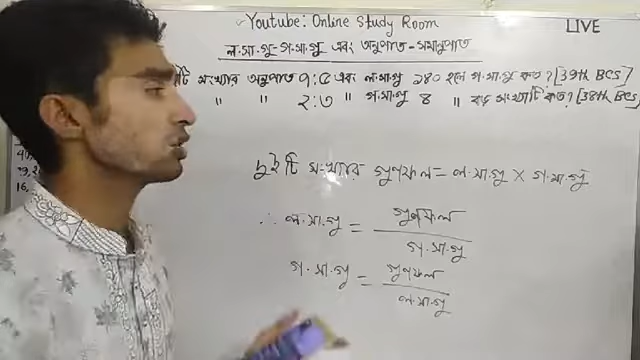 Youtube: Online Study Room
LIVE
ল.সা.গু-গ.সা.গু এবং অনুপাত-সমানুপাত
টি সংখ্যার অনুপাত ৭:৫ এবং ল.সা.গু ১৪০ হলে গ.সা.গু কত? [39th BCS]
" " ২:৩ " গ.সা.গু ৪ " বড় সংখ্যাটি কত? [38th BCS]
দুইটি সংখ্যার গুণফল = ল.সা.গু × গ.সা.গু
∴ ল.সা.গু = গুণফল
গ.সা.গু
গ.সা.গু = গুণফল
ল.সা.গু